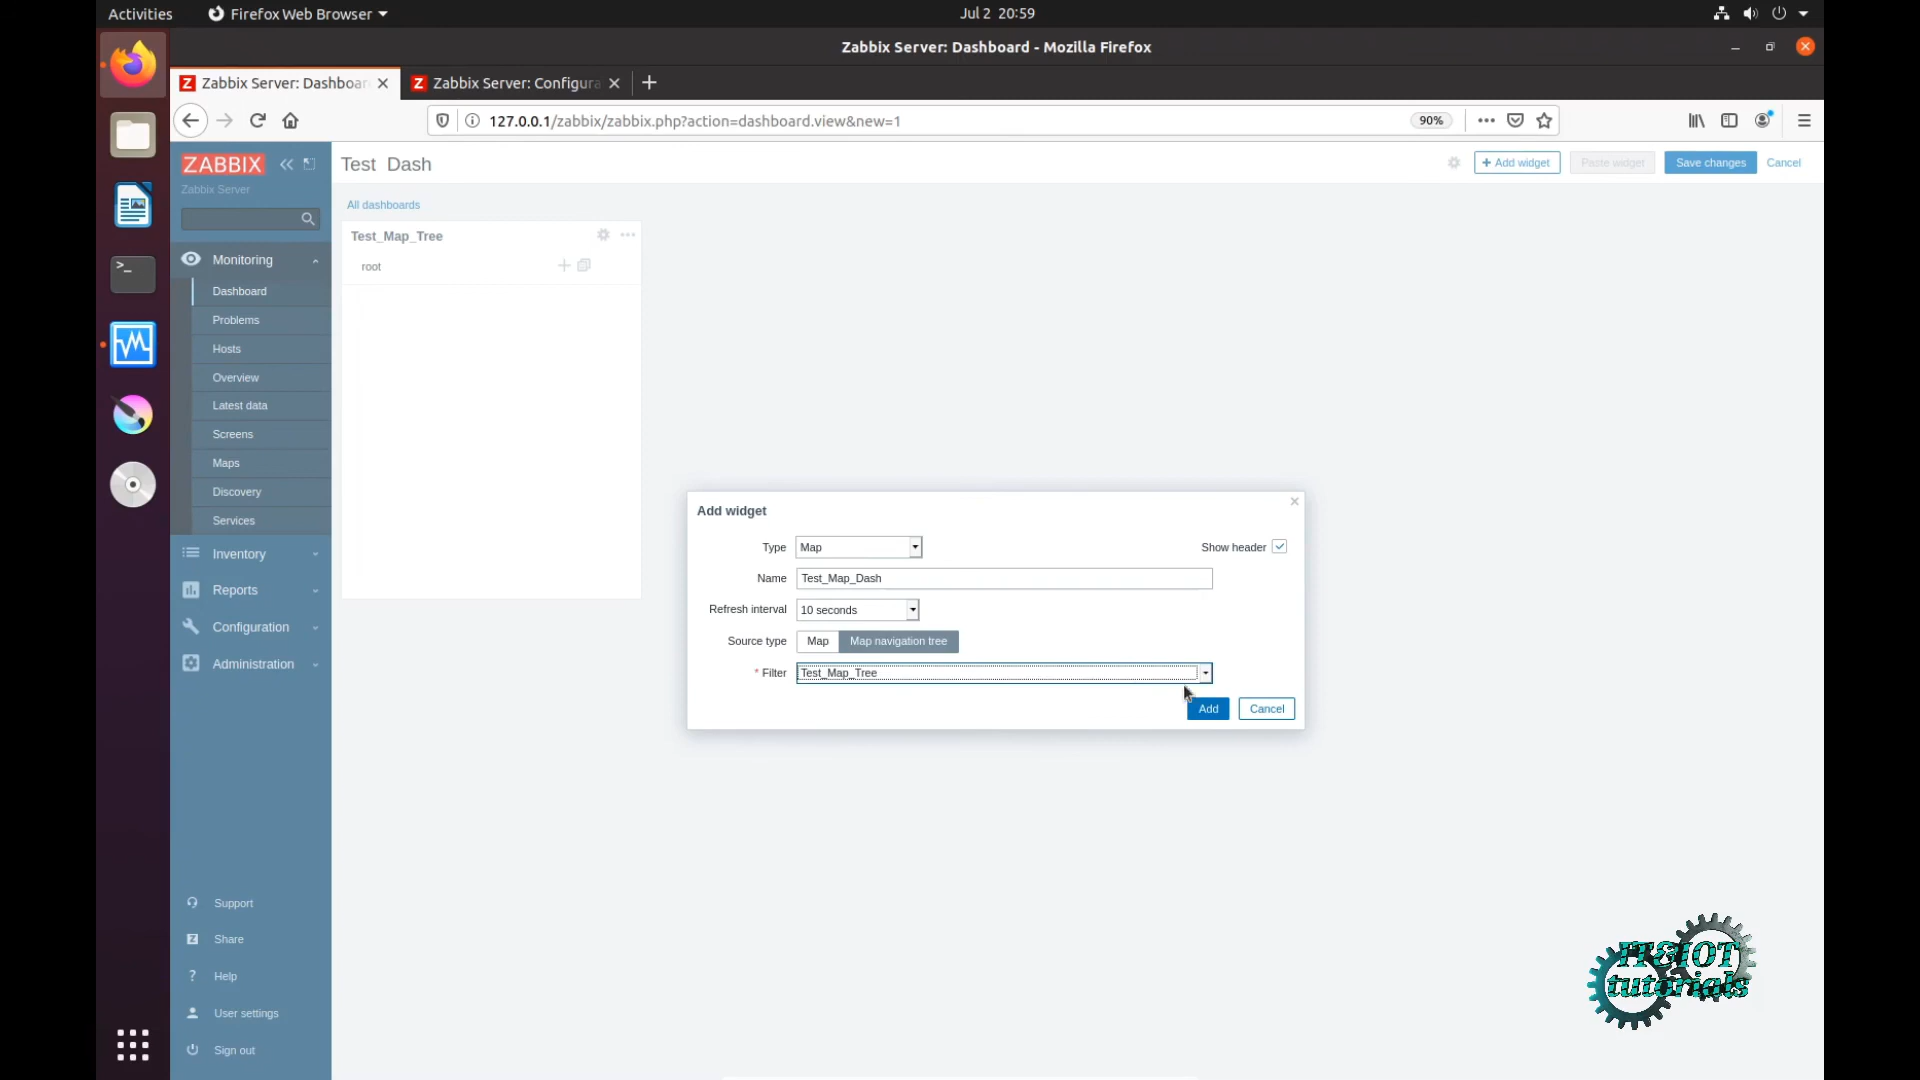 Activities
Firefox Web Browser
Jul 2 20:59
Zabbix Server: Dashboard - Mozilla Firefox
Zabbix Server: Dashboar
Zabbix Server: Configura
127.0.0.1/zabbix/zabbix.php?action=dashboard.view&new=1
90%
ZABBIX
Zabbix Server
Test Dash
+ Add widget
Paste widget
Save changes
Cancel
All dashboards
Test_Map_Tree
root
Monitoring
Dashboard
Problems
Hosts
Overview
Latest data
Screens
Maps
Discovery
Services
Inventory
Reports
Configuration
Administration
Support
Share
Help
User settings
Sign out
Add widget
Type
Map
Show header
Name
Test_Map_Dash
Refresh interval
10 seconds
Source type
Map
Map navigation tree
* Filter
Test_Map_Tree
Add
Cancel
IT&IOT
tutorials